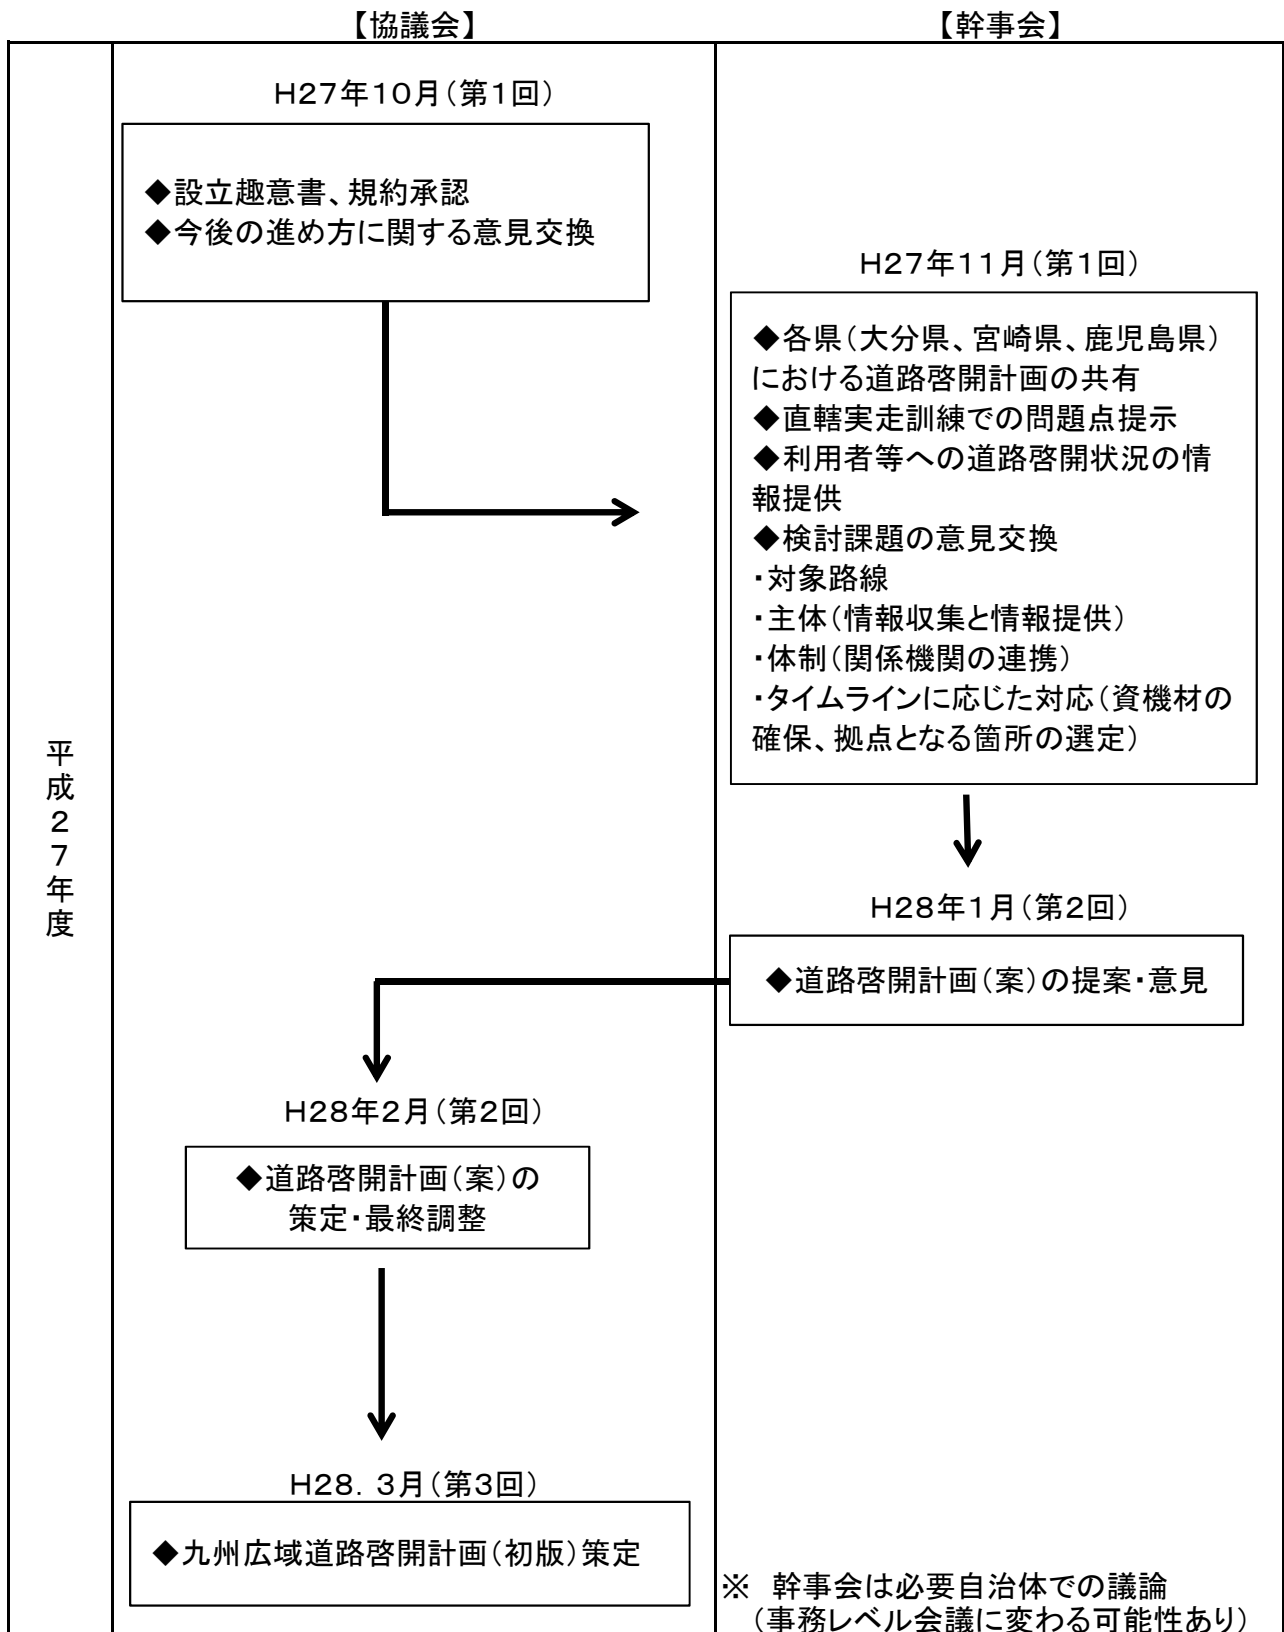 【協議会】
【幹事会】
平成27年度
H27年10月(第1回)
◆設立趣意書、規約承認
◆今後の進め方に関する意見交換
H27年11月(第1回)
◆各県(大分県、宮崎県、鹿児島県)
における道路啓開計画の共有
◆直轄実走訓練での問題点提示
◆利用者等への道路啓開状況の情
報提供
◆検討課題の意見交換
・対象路線
・主体(情報収集と情報提供)
・体制(関係機関の連携)
・タイムラインに応じた対応(資機材の
確保、拠点となる箇所の選定)
H28年1月(第2回)
◆道路啓開計画(案)の提案・意見
H28年2月(第2回)
◆道路啓開計画(案)の
策定・最終調整
H28.3月(第3回)
◆九州広域道路啓開計画(初版)策定
※ 幹事会は必要自治体での議論
(事務レベル会議に変わる可能性あり)